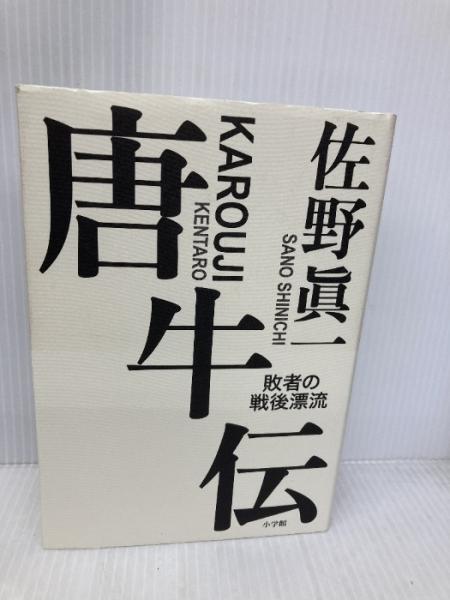 佐野眞一
SANO SHINICHI
KAROUJI
KENTARO
唐牛伝
敗者の
戦後漂流
小学館